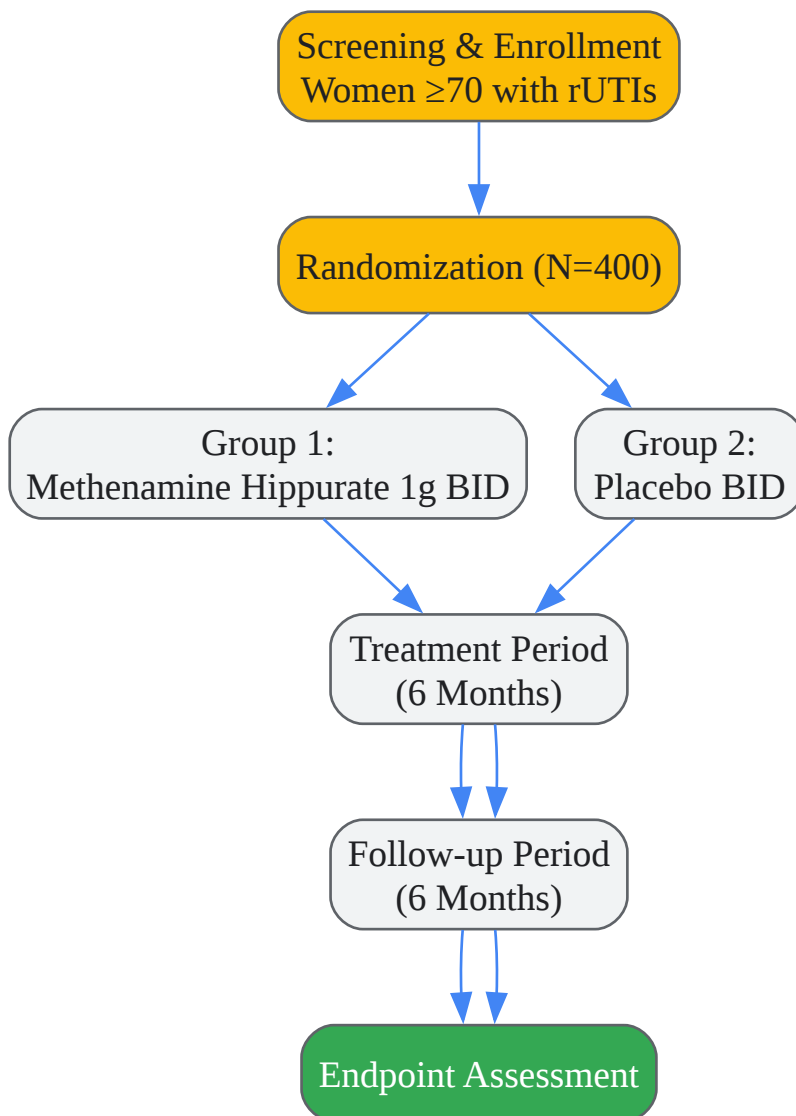 Screening & Enrollment
Women ≥70 with rUTIs
Randomization (N=400)
Group 1:
Methenamine Hippurate 1g BID
Group 2:
Placebo BID
Treatment Period
(6 Months)
Follow-up Period
(6 Months)
Endpoint Assessment